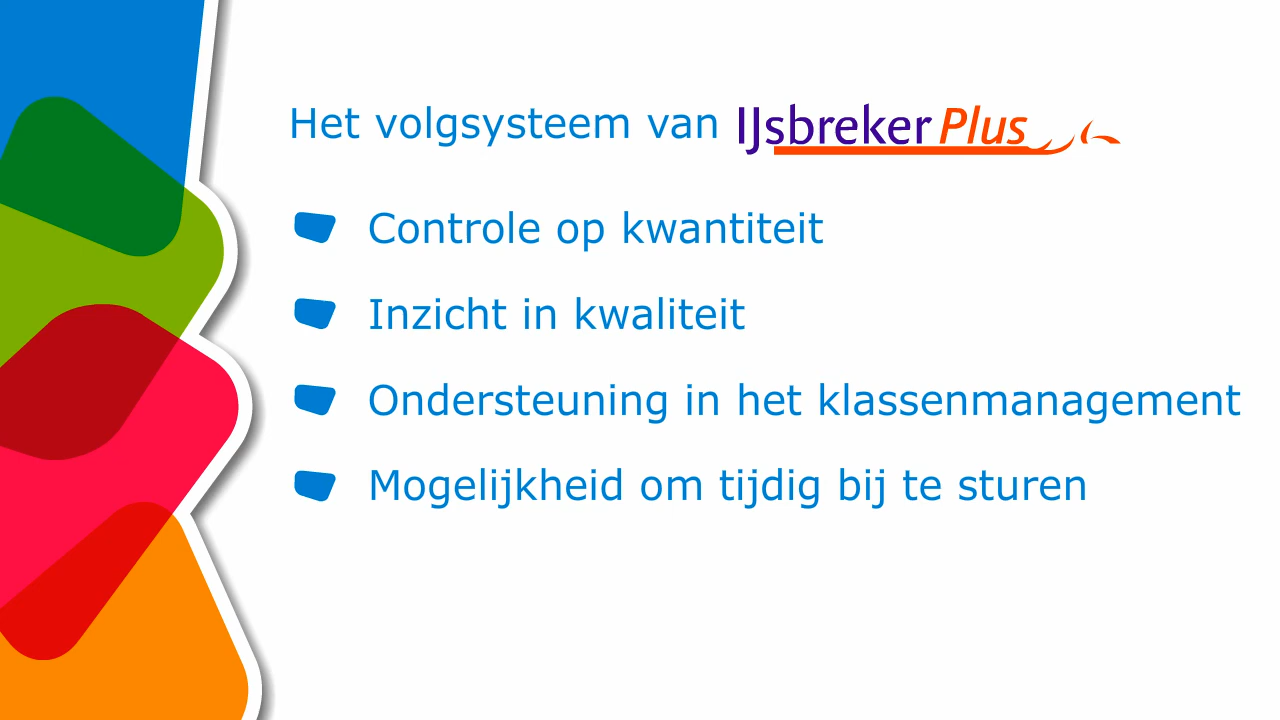 Het volgsysteem van IJsbreker Plus
Controle op kwantiteit
Inzicht in kwaliteit
Ondersteuning in het klassenmanagement
Mogelijkheid om tijdig bij te sturen